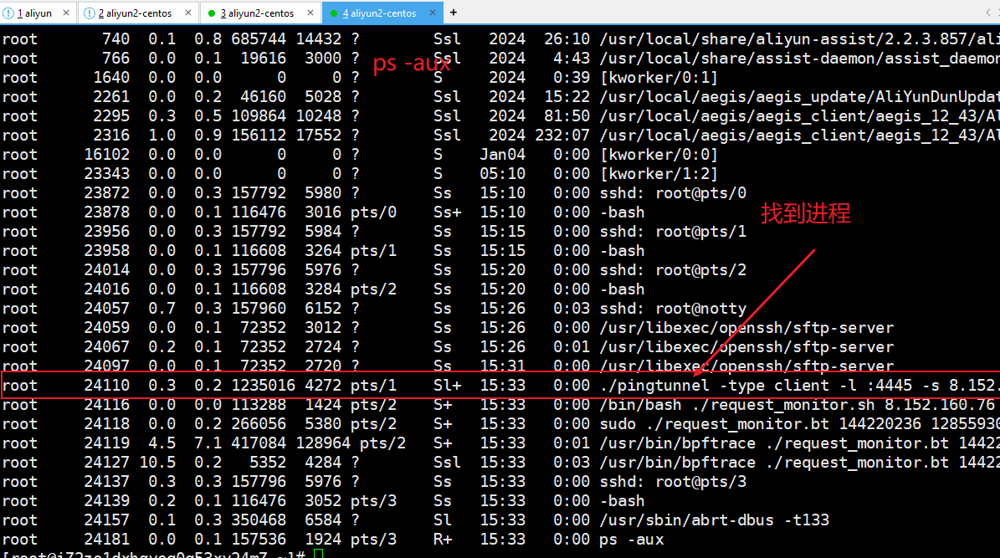 1 aliyun × 2 aliyun2-centos × 3 aliyun2-centos × 4 aliyun2-centos × +
root 740 0.1 0.8 685744 14432 ? Ssl 2024 26:10 /usr/local/share/aliyun-assist/2.2.3.857/ali
root 766 0.0 0.1 19616 3000 ? Ssl 2024 4:43 /usr/local/share/assist-daemon/assist_daemon
ps -aux
root 1640 0.0 0.0 0 0 ? S 2024 0:39 [kworker/0:1]
root 2261 0.0 0.2 46160 5028 ? Ssl 2024 15:22 /usr/local/aegis/aegis_update/AliYunDunUpdat
root 2295 0.3 0.5 109864 10248 ? Ssl 2024 81:50 /usr/local/aegis/aegis_client/aegis_12_43/Al
root 2316 1.0 0.9 156112 17552 ? Ssl 2024 232:07 /usr/local/aegis/aegis_client/aegis_12_43/Al
root 16102 0.0 0.0 0 0 ? S Jan04 0:00 [kworker/0:0]
root 23343 0.0 0.0 0 0 ? S 05:10 0:00 [kworker/1:2]
root 23872 0.0 0.3 157792 5980 ? Ss 15:10 0:00 sshd: root@pts/0
root 23878 0.0 0.1 116476 3016 pts/0 Ss+ 15:10 0:00 -bash
找到进程
root 23956 0.0 0.3 157792 5984 ? Ss 15:15 0:00 sshd: root@pts/1
root 23958 0.0 0.1 116608 3264 pts/1 Ss 15:15 0:00 -bash
root 24014 0.0 0.3 157796 5976 ? Ss 15:20 0:00 sshd: root@pts/2
root 24016 0.0 0.1 116608 3284 pts/2 Ss 15:20 0:00 -bash
root 24057 0.7 0.3 157960 6152 ? Ss 15:26 0:03 sshd: root@notty
root 24059 0.0 0.1 72352 3012 ? Ss 15:26 0:00 /usr/libexec/openssh/sftp-server
root 24067 0.2 0.1 72352 2724 ? Ss 15:26 0:01 /usr/libexec/openssh/sftp-server
root 24097 0.0 0.1 72352 2720 ? Ss 15:31 0:00 /usr/libexec/openssh/sftp-server
root 24110 0.3 0.2 1235016 4272 pts/1 Sl+ 15:33 0:00 ./pingtunnel -type client -l :4445 -s 8.152.
root 24116 0.0 0.0 113288 1424 pts/2 S+ 15:33 0:00 /bin/bash ./request_monitor.sh 8.152.160.76
root 24118 0.0 0.2 266056 5380 pts/2 S+ 15:33 0:00 sudo ./request_monitor.bt 144220236 12855930
root 24119 4.5 7.1 417084 128964 pts/2 S+ 15:33 0:01 /usr/bin/bpftrace ./request_monitor.bt 14422
root 24127 10.5 0.2 5352 4284 ? Ssl 15:33 0:03 /usr/bin/bpftrace ./request_monitor.bt 14422
root 24137 0.3 0.3 157796 5976 ? Ss 15:33 0:00 sshd: root@pts/3
root 24139 0.2 0.1 116476 3052 pts/3 Ss 15:33 0:00 -bash
root 24157 0.1 0.3 350468 6584 ? Sl 15:33 0:00 /usr/sbin/abrt-dbus -t133
root 24181 0.0 0.1 157536 1924 pts/3 R+ 15:33 0:00 ps -aux